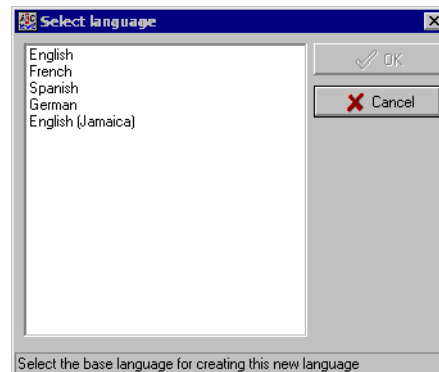 Select language
English
French
Spanish
German
English (Jamaica)
OK
Cancel
Select the base language for creating this new language